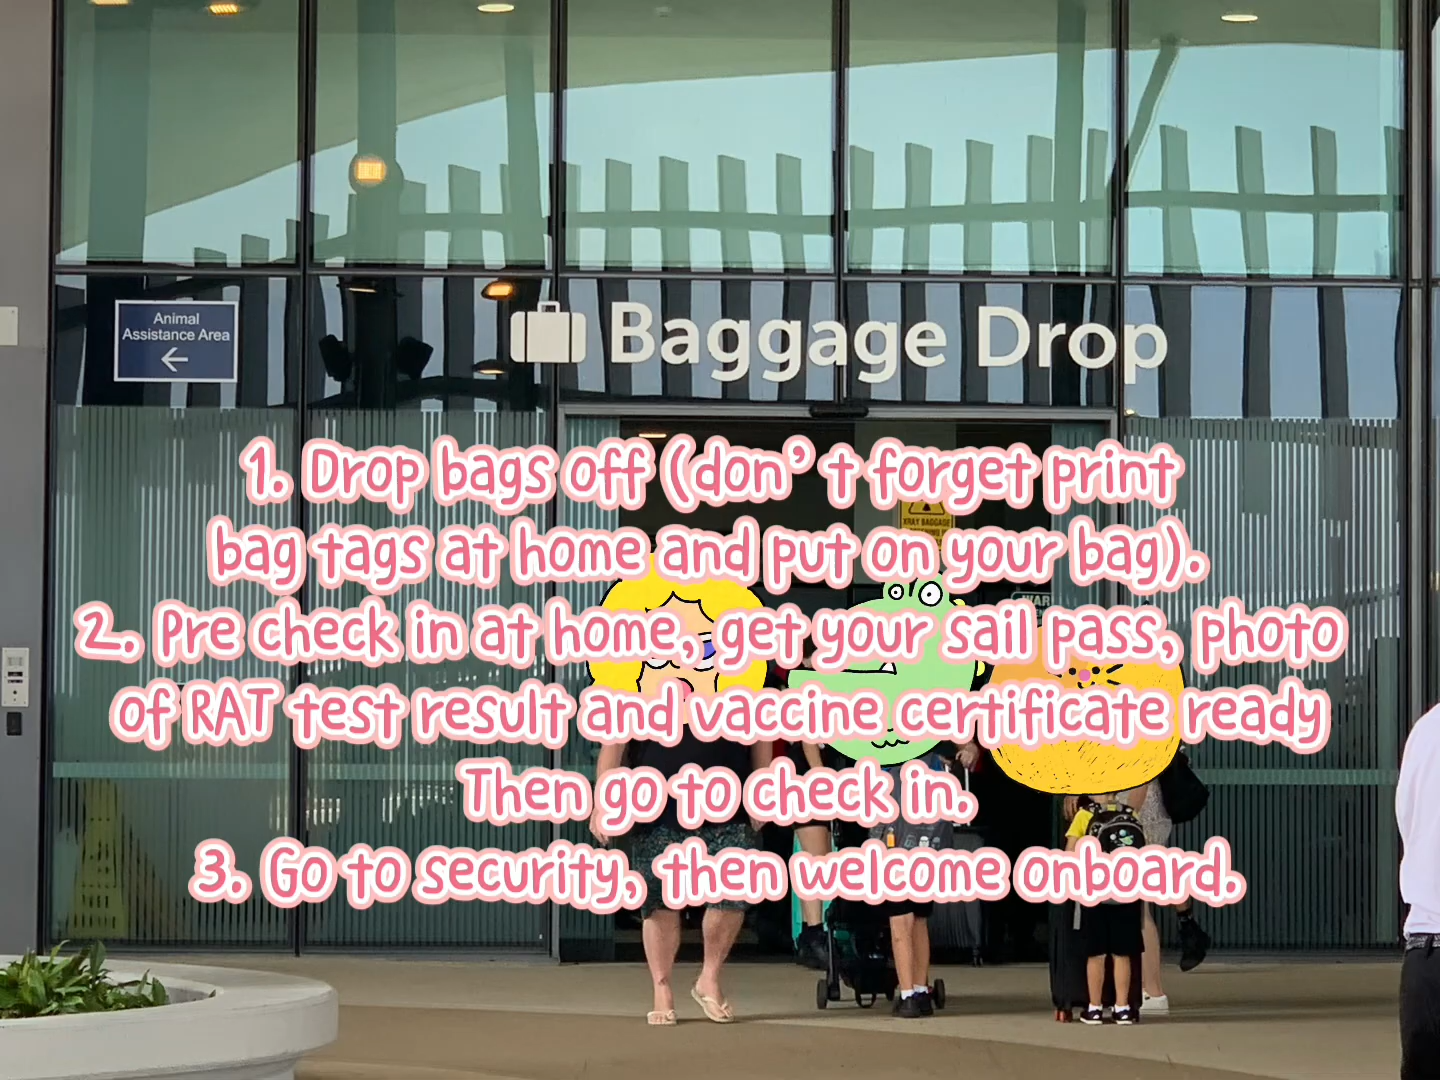 Animal
Assistance Area
Baggage Drop
1. Drop bags off (don't forget print
bag tags at home and put on your bag).
2. Pre check in at home, get your sail pass, photo
of RAT test result and vaccine certificate ready
Then go to check in.
3. Go to security, then welcome onboard.
XRAY BAGGAGE